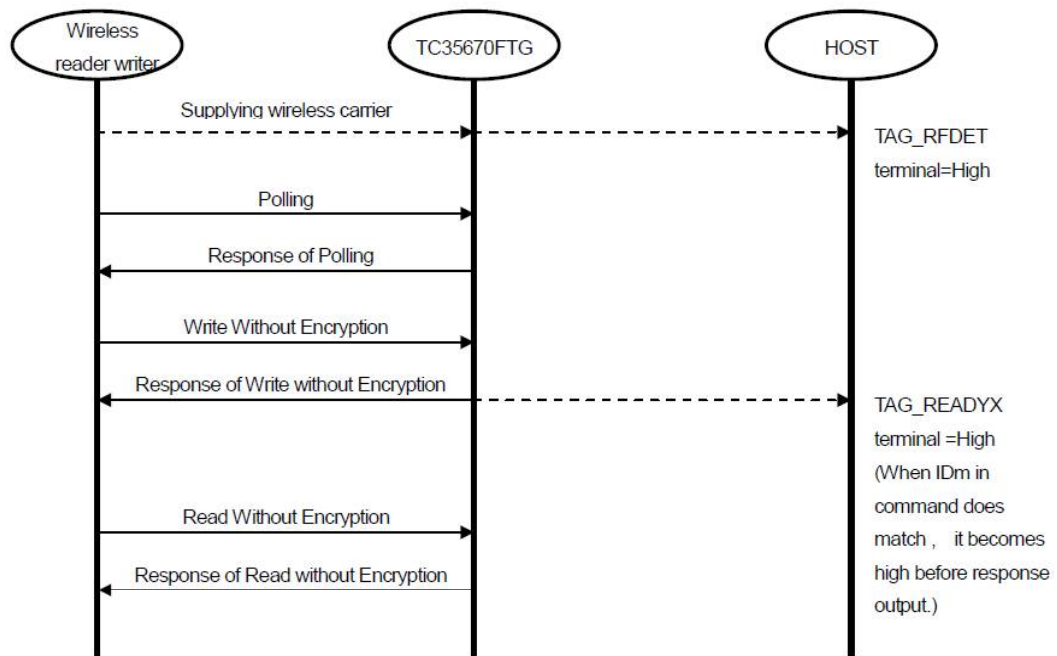 Wireless
reader writer
TC35670FTG
HOST
Supplying wireless carrier
TAG_RFDET
terminal=High
Polling
Response of Polling
Write Without Encryption
Response of Write without Encryption
TAG_READYX
terminal =High
(When IDm in
command does
match , it becomes
high before response
output.)
Read Without Encryption
Response of Read without Encryption